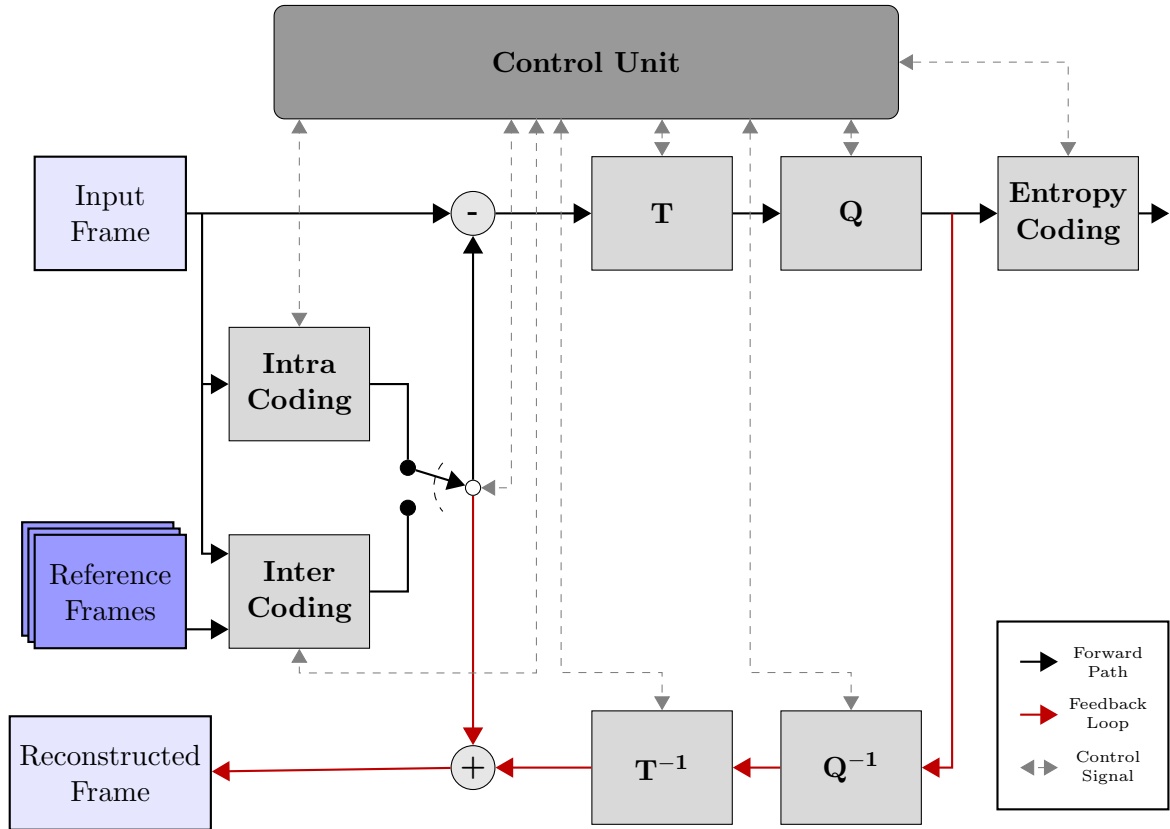 Control Unit
Input
Frame
-
T
Q
Entropy
Coding
Intra
Coding
Reference
Frames
Inter
Coding
Reconstructed
Frame
+
T⁻¹
Q⁻¹
Forward
Path
Feedback
Loop
Control
Signal